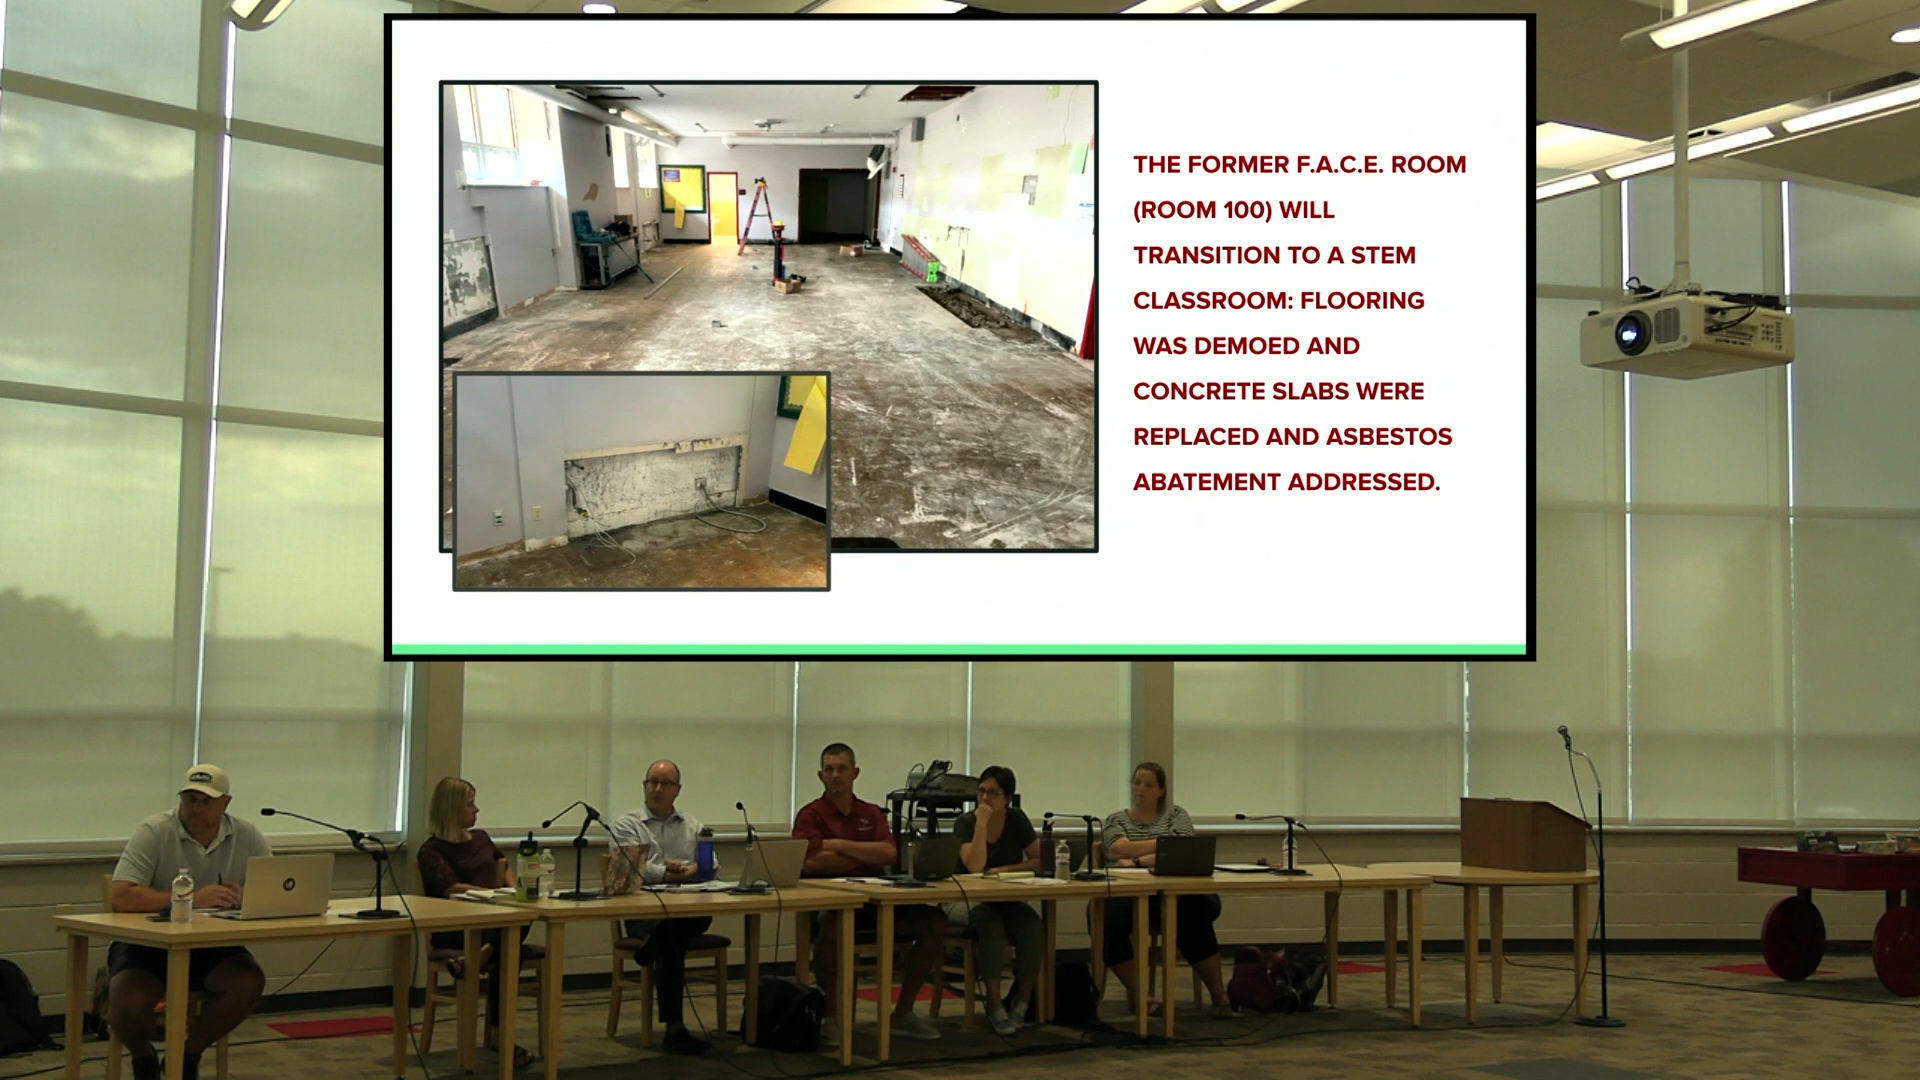 THE FORMER F.A.C.E. ROOM
(ROOM 100) WILL
TRANSITION TO A STEM
CLASSROOM: FLOORING
WAS DEMOED AND
CONCRETE SLABS WERE
REPLACED AND ASBESTOS
ABATEMENT ADDRESSED.